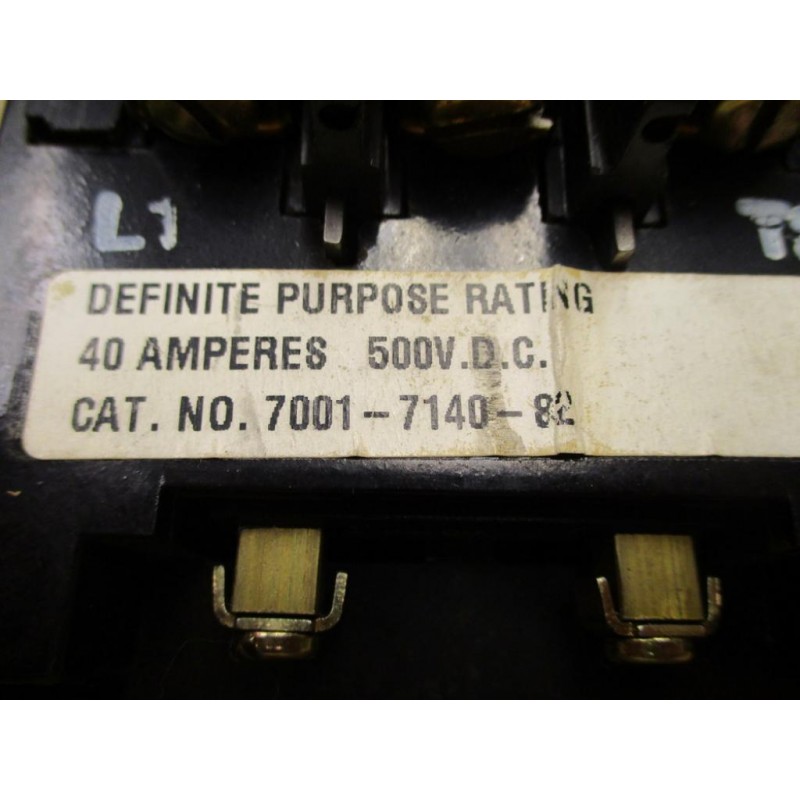 L1
DEFINITE PURPOSE RATING
40 AMPERES 500V.D.C.
CAT. NO. 7001-7140-82